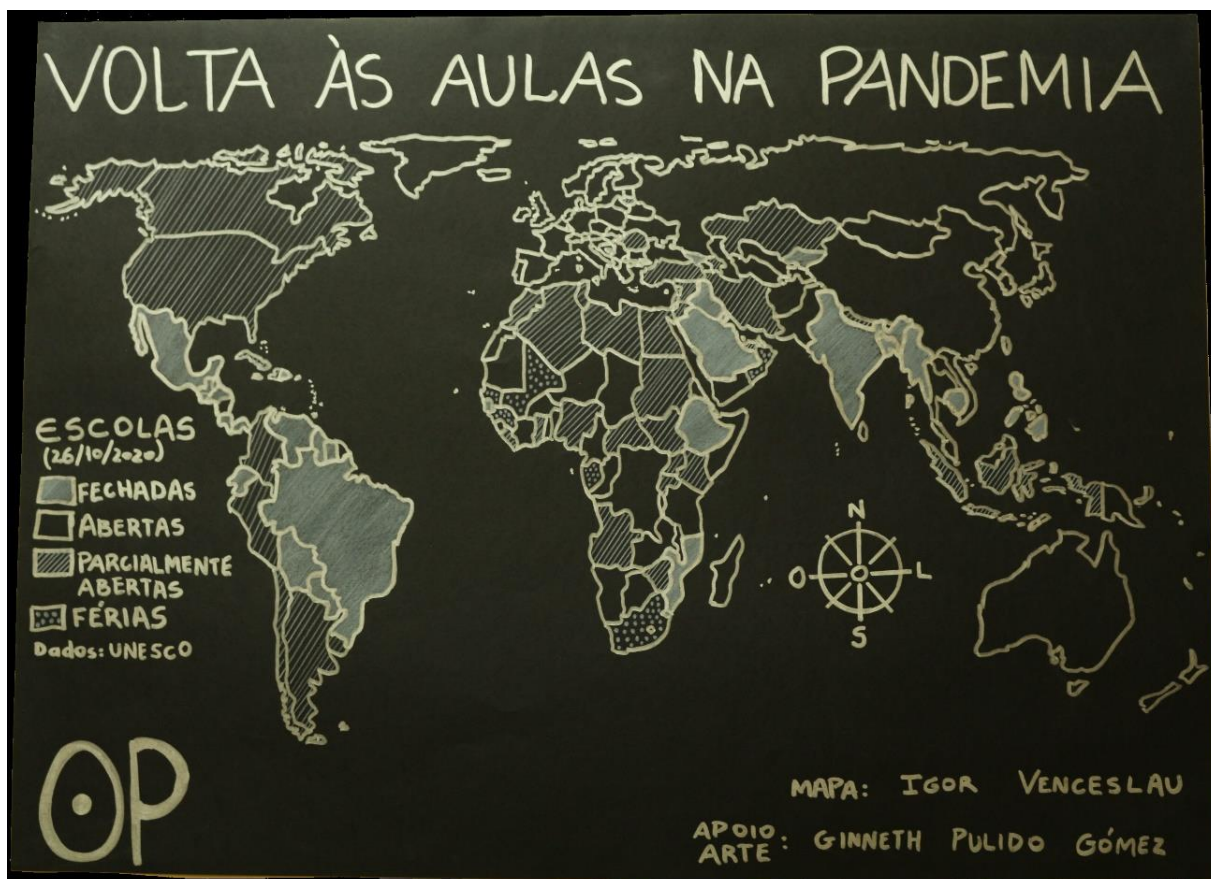 VOLTA ÀS AULAS NA PANDEMIA
ESCOLAS
(26/10/2020)
FECHADAS
ABERTAS
PARCIALMENTE
ABERTAS
FÉRIAS
Dados: UNESCO
N
O
L
S
OP
MAPA: IGOR VENCESLAU
APOIO
ARTE : GINNETH PULIDO GÓMEZ